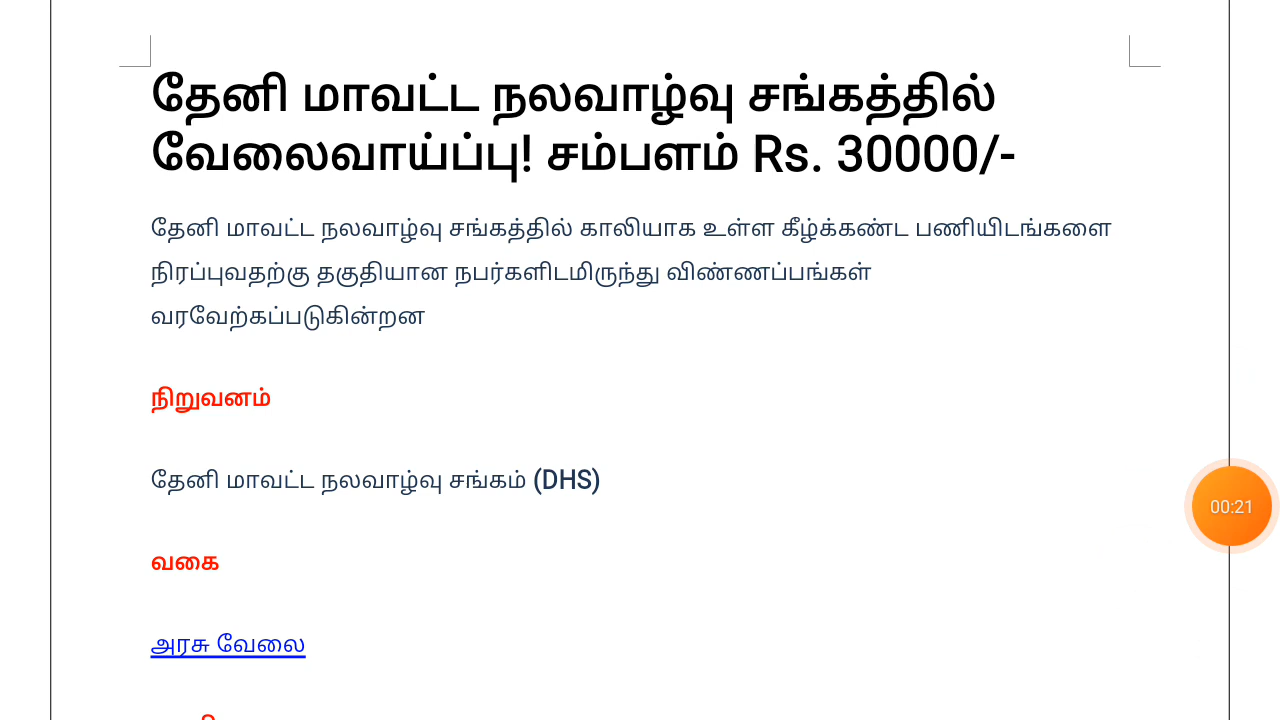 தேனி மாவட்ட நலவாழ்வு சங்கத்தில்
வேலைவாய்ப்பு! சம்பளம் Rs. 30000/-
தேனி மாவட்ட நலவாழ்வு சங்கத்தில் காலியாக உள்ள கீழ்க்கண்ட பணியிடங்களை
நிரப்புவதற்கு தகுதியான நபர்களிடமிருந்து விண்ணப்பங்கள்
வரவேற்கப்படுகின்றன
நிறுவனம்
தேனி மாவட்ட நலவாழ்வு சங்கம் (DHS)
00:21
வகை
அரசு வேலை